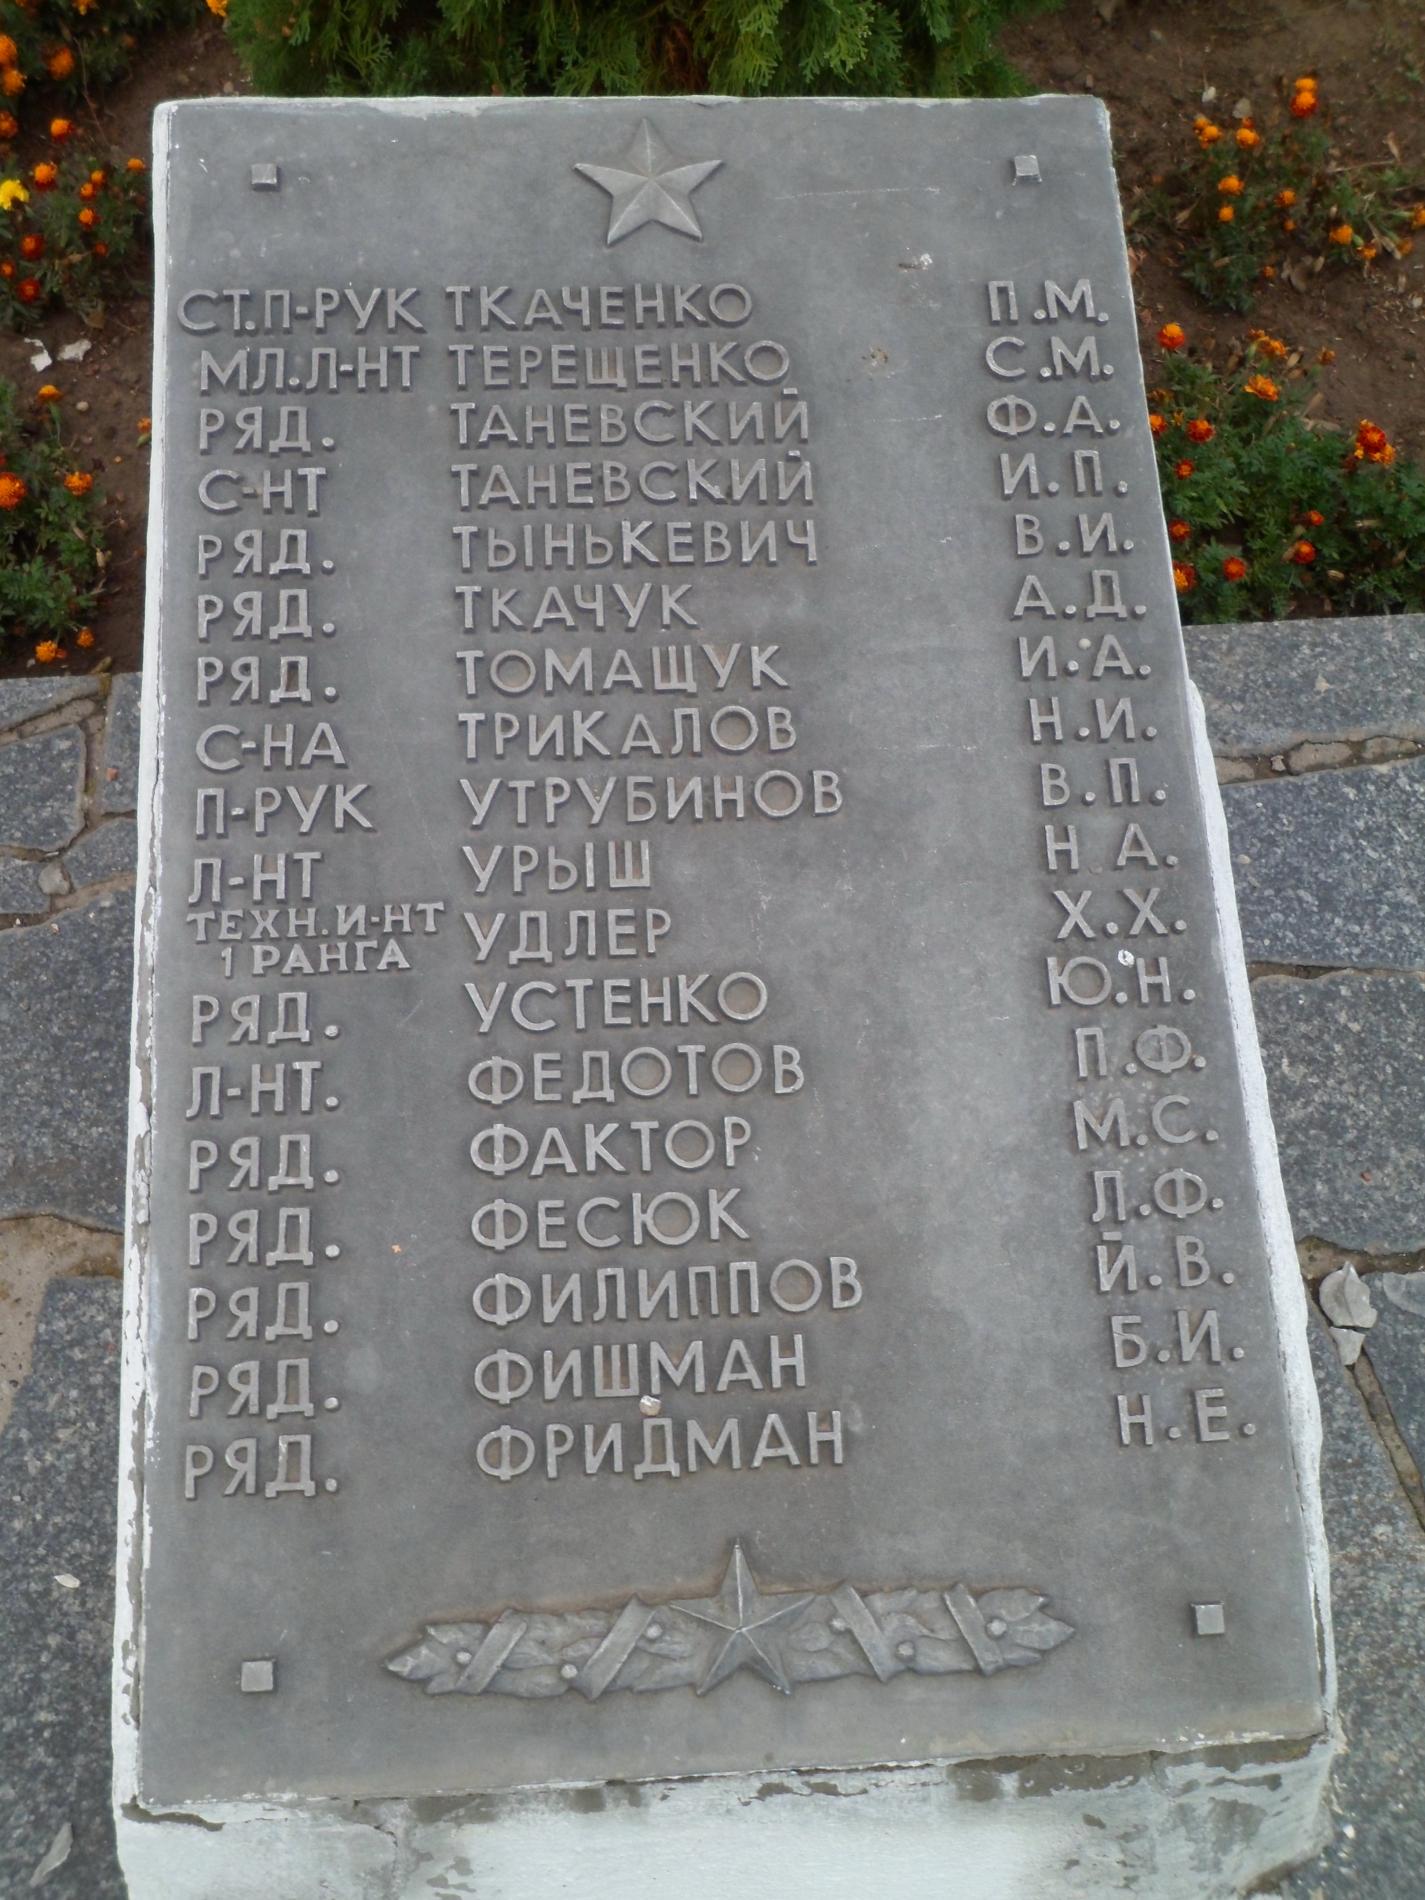 СТ.П-РУК ТКАЧЕНКО П.М.
МЛ.Л-НТ ТЕРЕЩЕНКО С.М.
РЯД. ТАНЕВСКИЙ Ф.А.
С-НТ ТАНЕВСКИЙ И.П.
РЯД. ТЫНЬКЕВИЧ В.И.
РЯД. ТКАЧУК А.Д.
РЯД. ТОМАЩУК И.А.
С-НА ТРИКАЛОВ Н.И.
П-РУК УТРУБИНОВ В.П.
Л-НТ УРЫШ Н А.
ТЕХН. И-НТ
1 РАНГА УДЛЕР Х.Х.
РЯД. УСТЕНКО Ю.Н.
Л-НТ. ФЕДОТОВ П.Ф.
РЯД. ФАКТОР М.С.
РЯД. ФЕСЮК Л.Ф.
РЯД. ФИЛИППОВ Й.В.
РЯД. ФИШМАН Б.И.
РЯД. ФРИДМАН Н.Е.